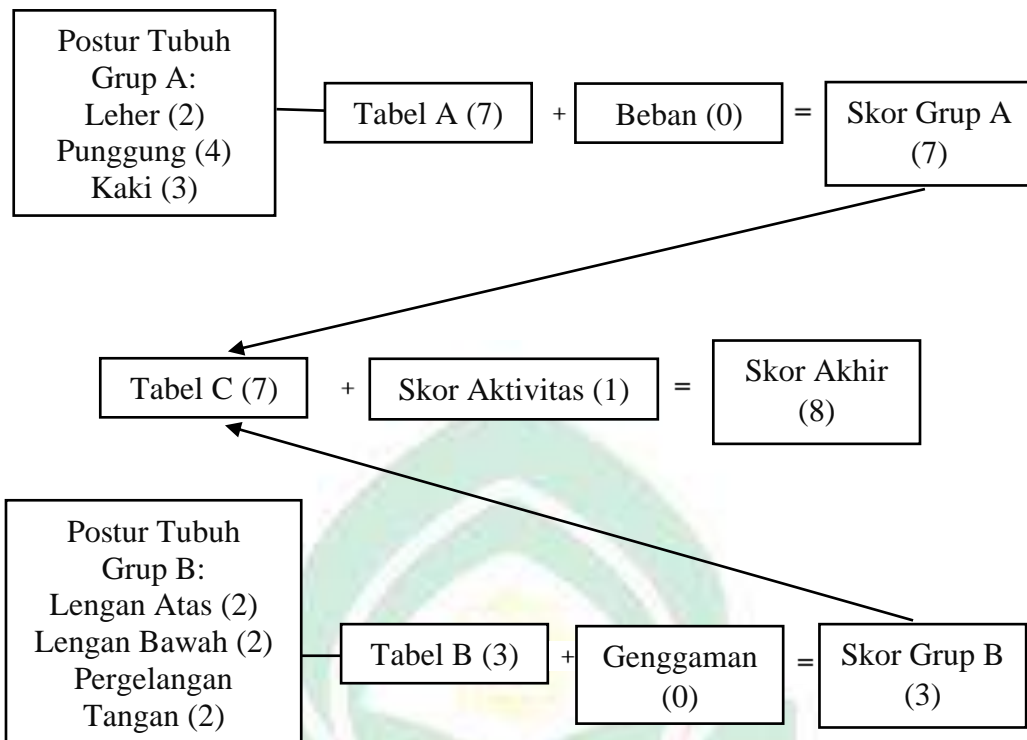 Postur Tubuh
Grup A:
Leher (2)
Punggung (4)
Kaki (3)
Tabel A (7)
+
Beban (0)
=
Skor Grup A
(7)
Tabel C (7)
+
Skor Aktivitas (1)
=
Skor Akhir
(8)
Postur Tubuh
Grup B:
Lengan Atas (2)
Lengan Bawah (2)
Pergelangan
Tangan (2)
Tabel B (3)
+
Genggaman
(0)
=
Skor Grup B
(3)